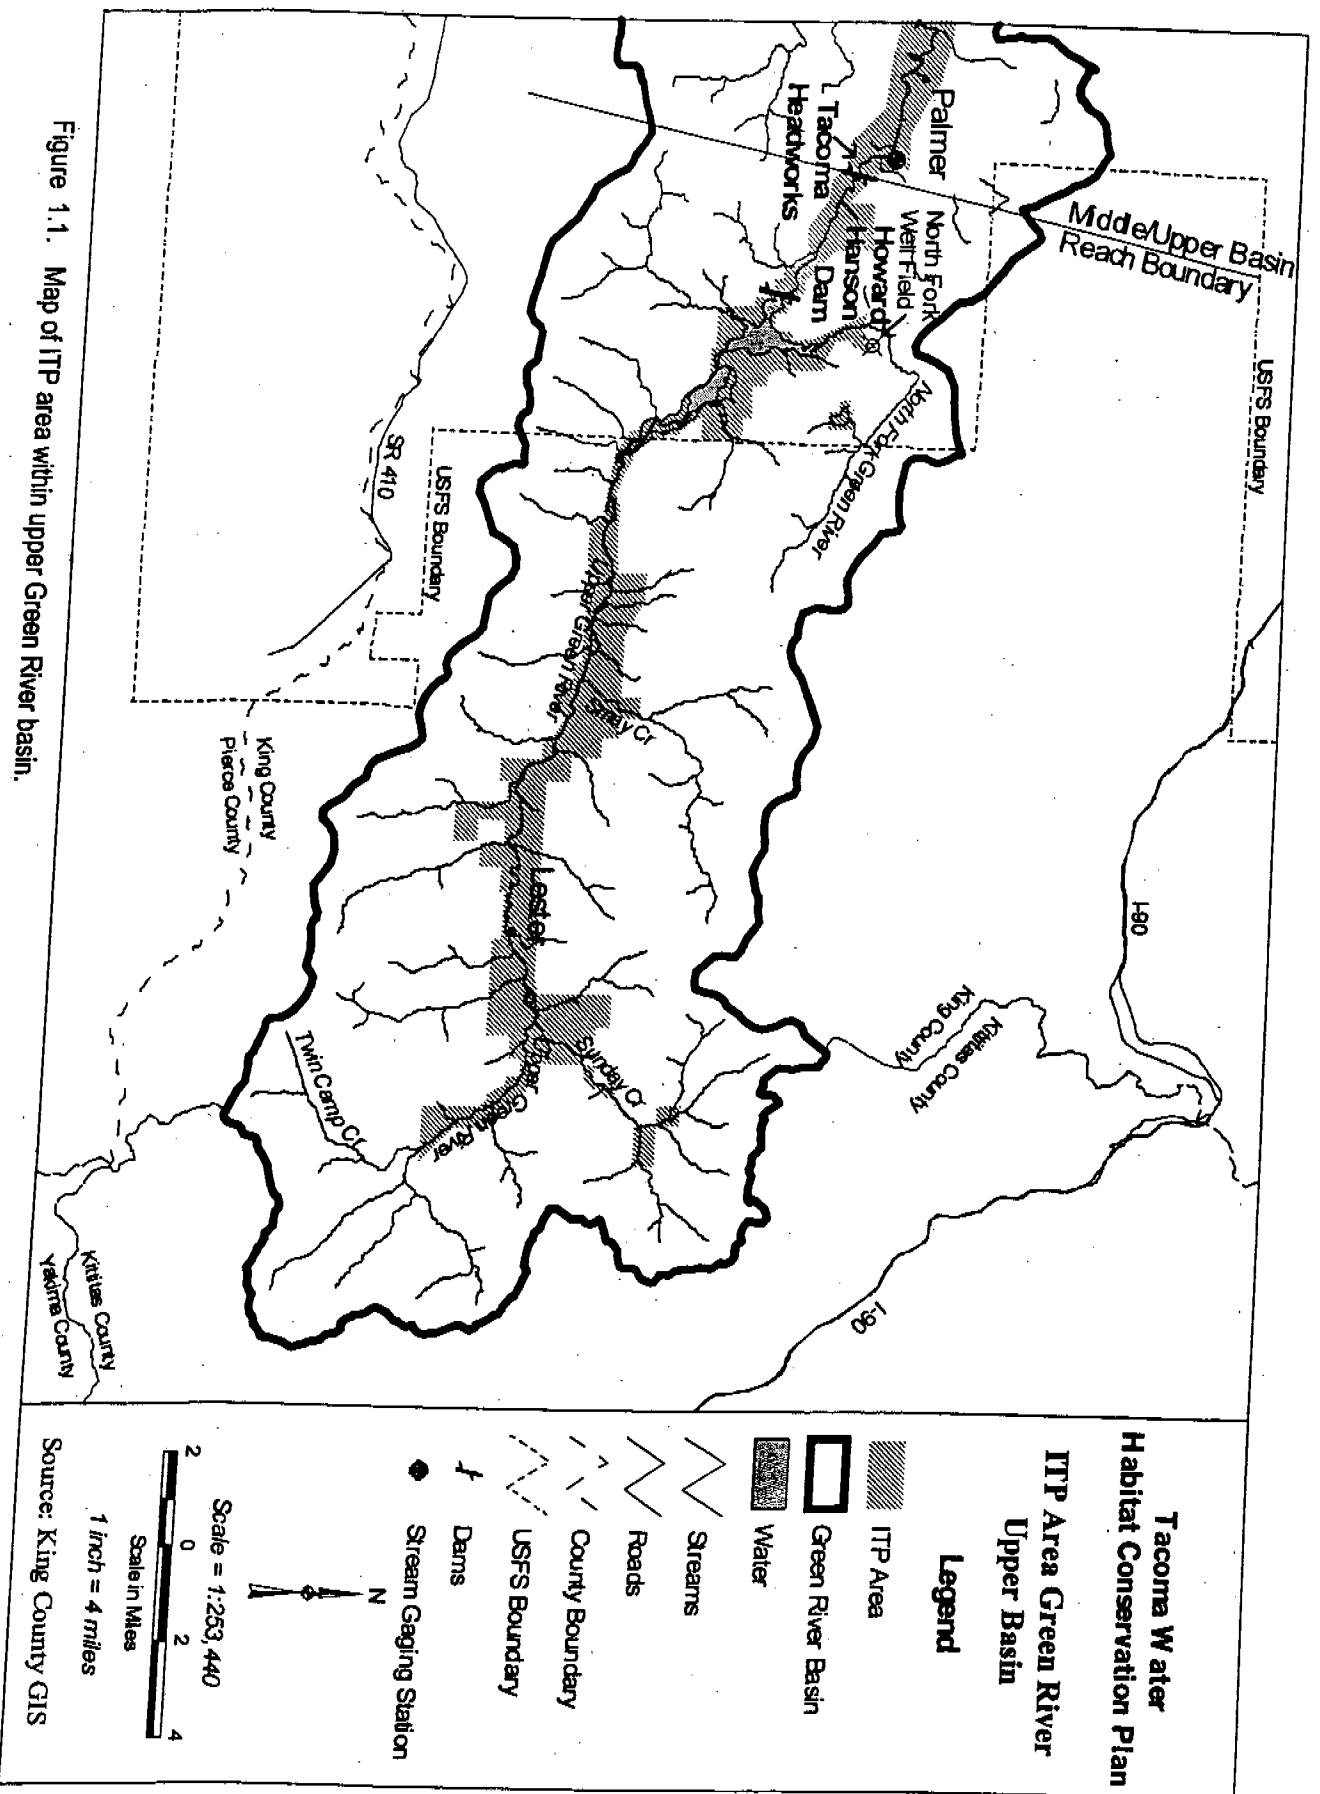 Tacoma Water
Habitat Conservation Plan
ITP Area Green River
Upper Basin
Legend
ITP Area
Green River Basin
Water
Streams
Roads
County Boundary
USFS Boundary
Dams
Stream Gaging Station
N
Scale = 1:253,440
2 0 2 4
Scale in Miles
1 inch = 4 miles
Source: King County GIS
Middle/Upper Basin
Reach Boundary
USFS Boundary
Palmer
Tacoma
Headworks
North Fork
Well Field
Howard
Hanson
Dam
North Fork Green River
I-90
King County
Kittitas County
I-90
Upper Green River
Smay Cr
Lester
Sunday Cr
Upper Green River
Twin Camp Cr
SR 410
USFS Boundary
King County
Pierce County
Kittitas County
Yakima County
Figure 1.1. Map of ITP area within upper Green River basin.